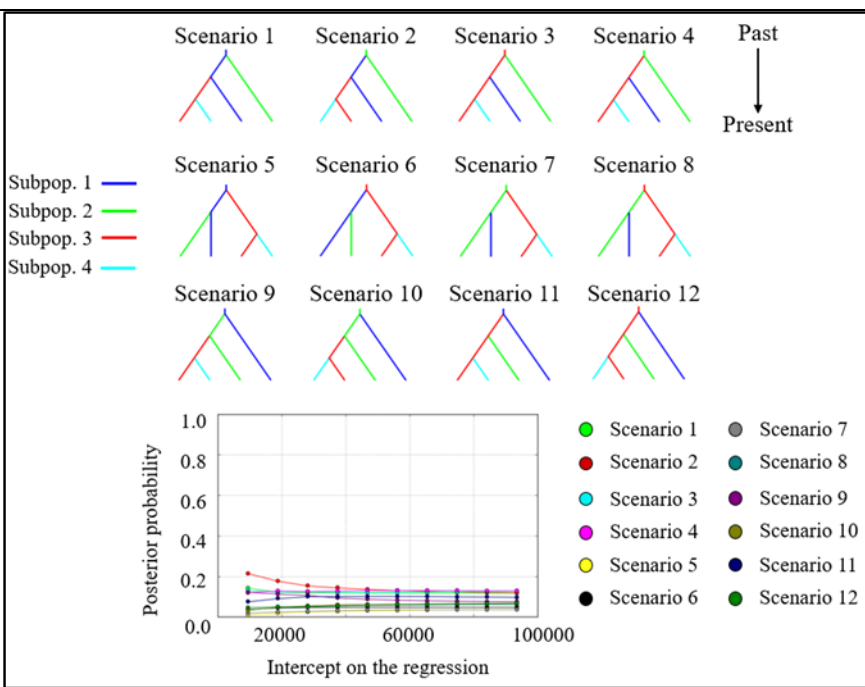 Scenario 1 Scenario 2 Scenario 3 Scenario 4 Past
Present
Scenario 5 Scenario 6 Scenario 7 Scenario 8
Subpop. 1
Subpop. 2
Subpop. 3
Subpop. 4
Scenario 9 Scenario 10 Scenario 11 Scenario 12
Posterior probability
1.0
0.8
0.6
0.4
0.2
0.0
20000 60000 100000
Intercept on the regression
Scenario 1 Scenario 7
Scenario 2 Scenario 8
Scenario 3 Scenario 9
Scenario 4 Scenario 10
Scenario 5 Scenario 11
Scenario 6 Scenario 12